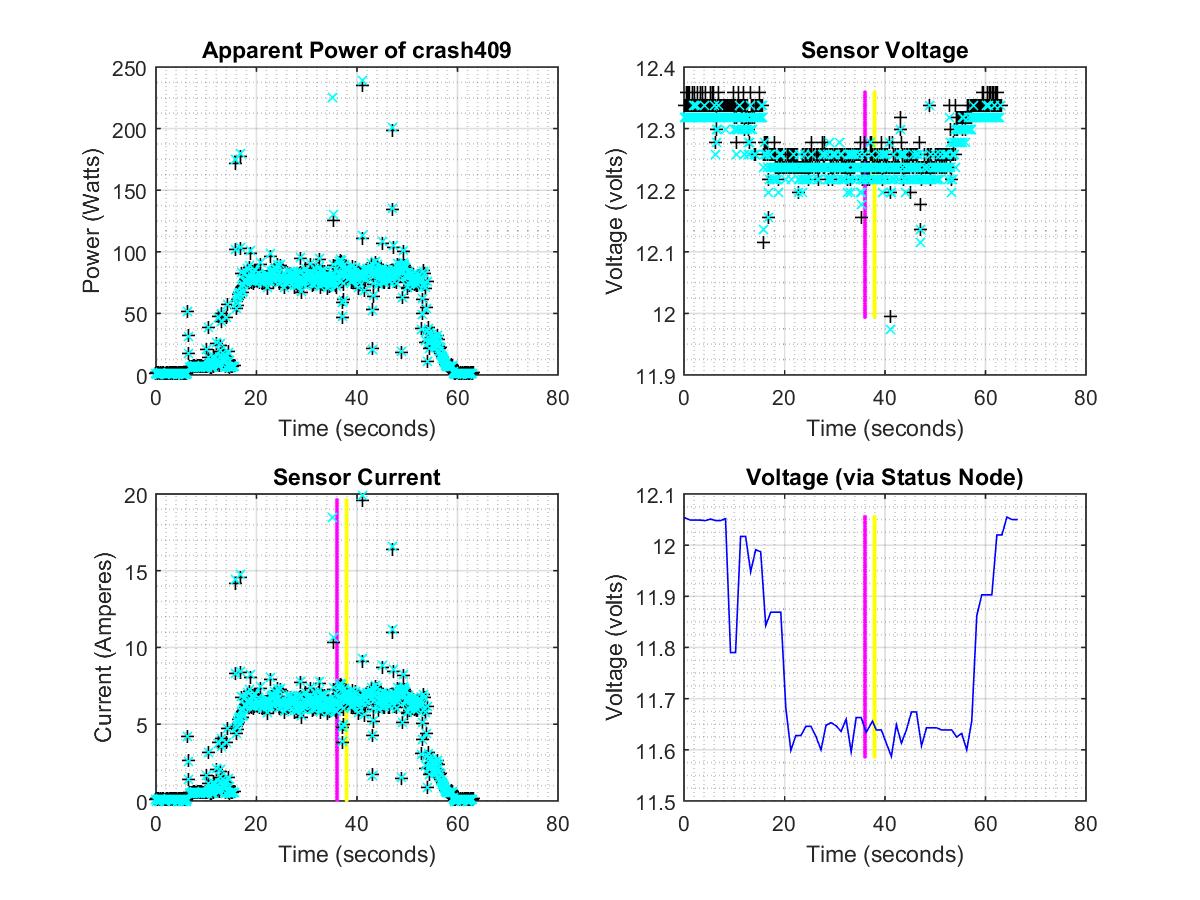 Apparent Power of crash409
250
200
150
100
50
0
Power (Watts)
0 20 40 60 80
Time (seconds)
Sensor Voltage
12.4
12.3
12.2
12.1
12
11.9
Voltage (volts)
0 20 40 60 80
Time (seconds)
Sensor Current
20
15
10
5
0
Current (Amperes)
0 20 40 60 80
Time (seconds)
Voltage (via Status Node)
12.1
12
11.9
11.8
11.7
11.6
11.5
Voltage (volts)
0 20 40 60 80
Time (seconds)